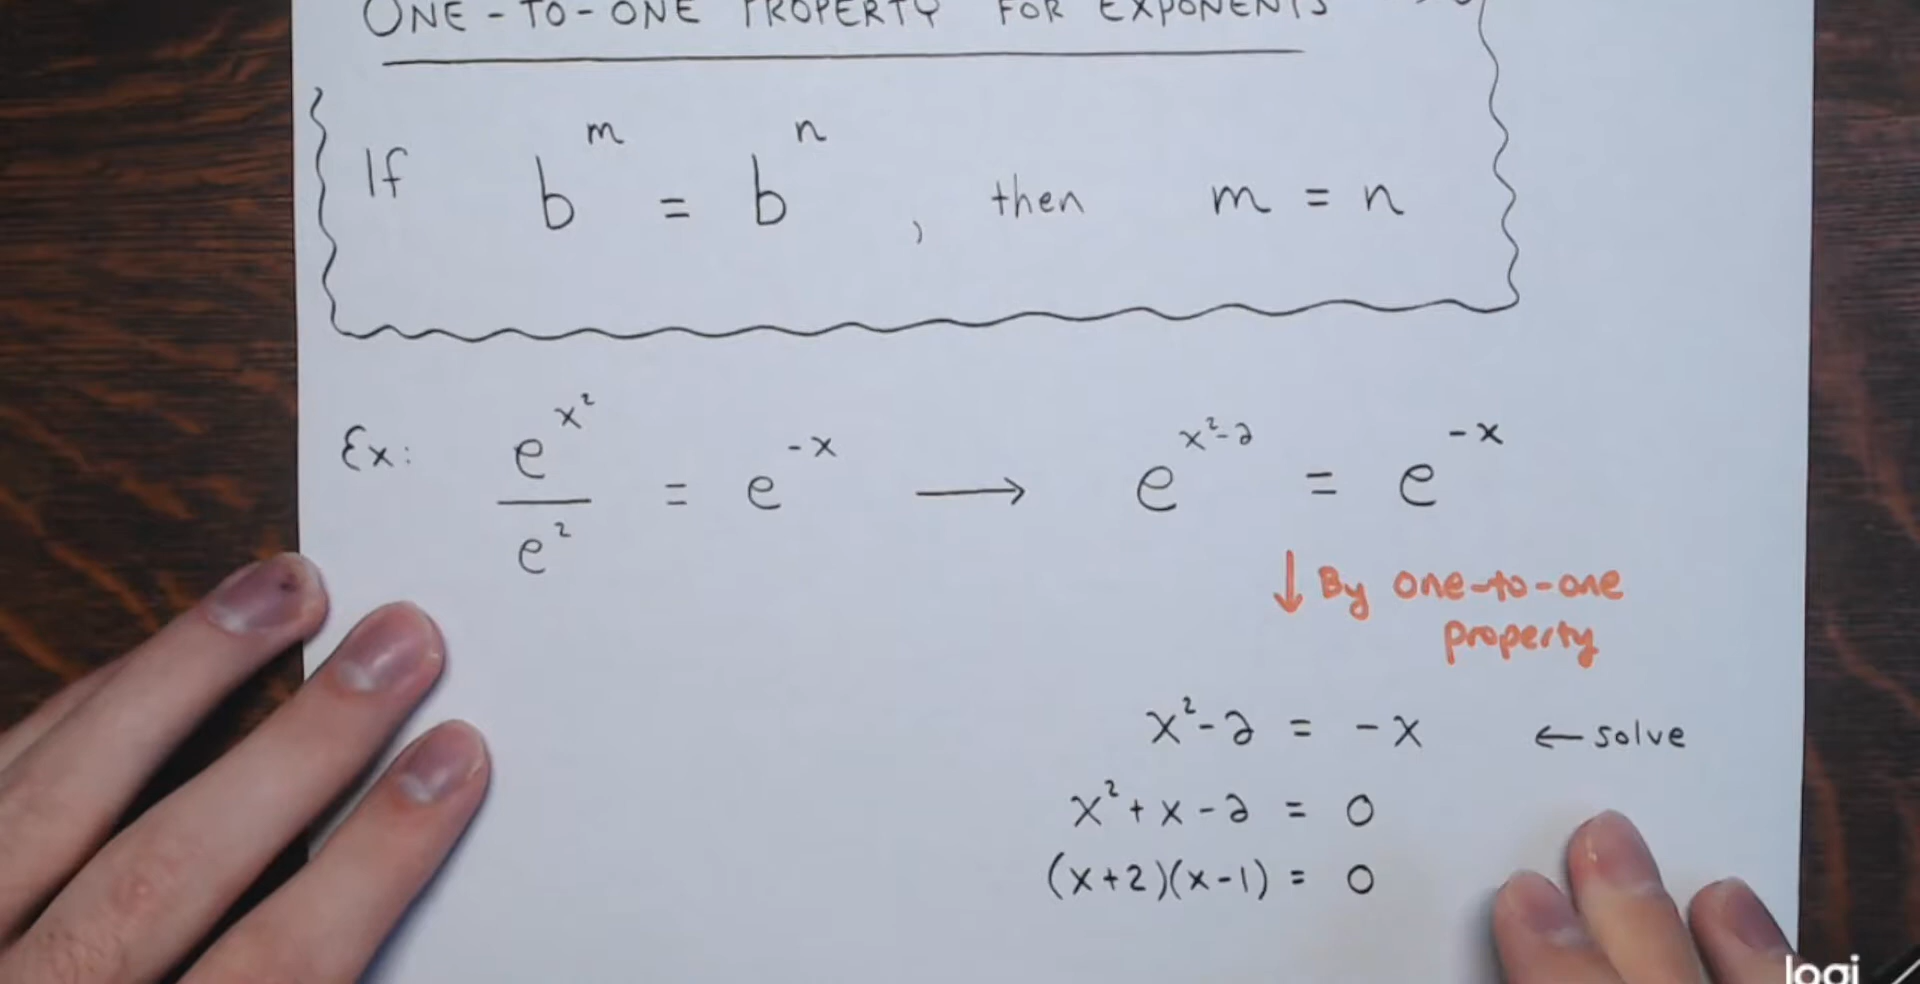 ONE-TO-ONE PROPERTY FOR EXPONENTS
If b^m = b^n, then m = n
Ex: e^(x²)/e² = e^(-x) → e^(x²-2) = e^(-x)
↓ By one-to-one
property
x²-2 = -x ← solve
x²+x-2 = 0
(x+2)(x-1) = 0
logi